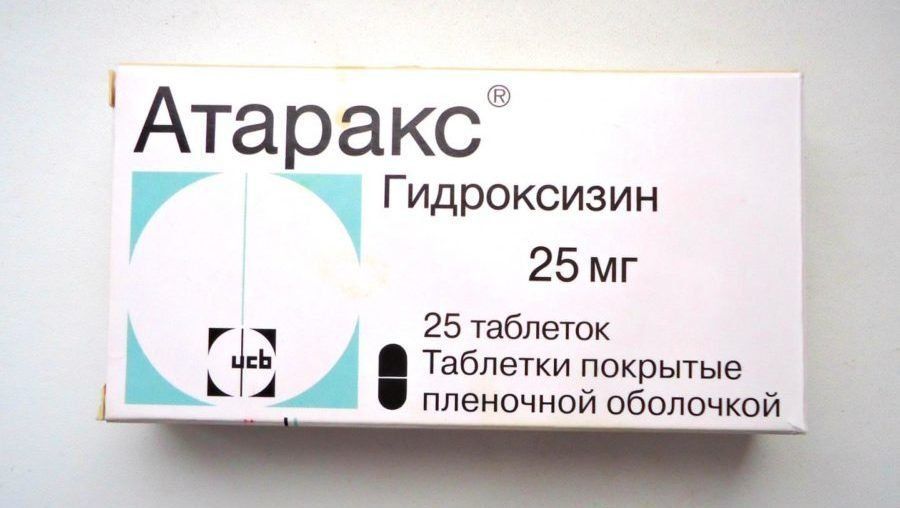 Атаракс®
Гидроксизин
25 мг
25 таблеток
Таблетки покрытые
пленочной оболочкой
ucb